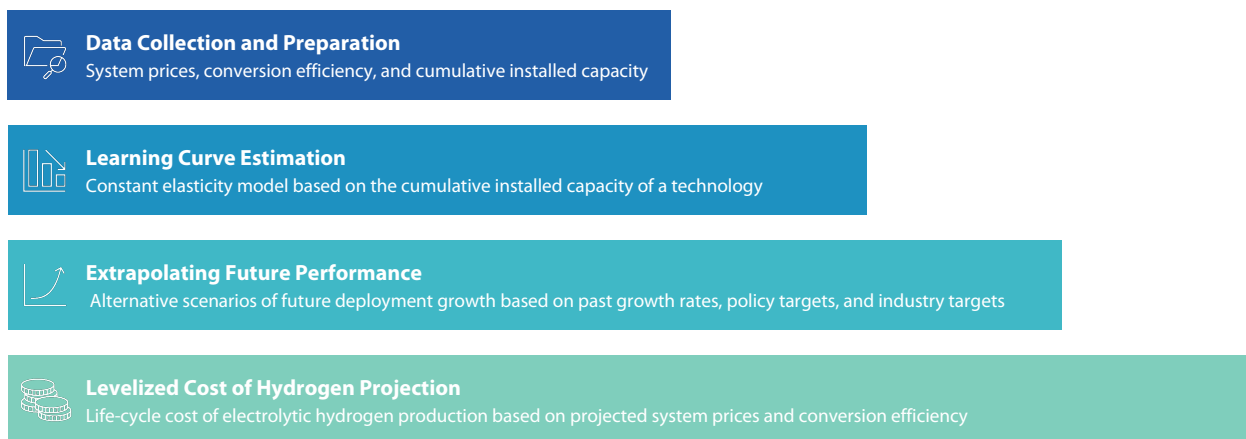 Data Collection and Preparation
System prices, conversion efficiency, and cumulative installed capacity
Learning Curve Estimation
Constant elasticity model based on the cumulative installed capacity of a technology
Extrapolating Future Performance
Alternative scenarios of future deployment growth based on past growth rates, policy targets, and industry targets
Levelized Cost of Hydrogen Projection
Life-cycle cost of electrolytic hydrogen production based on projected system prices and conversion efficiency